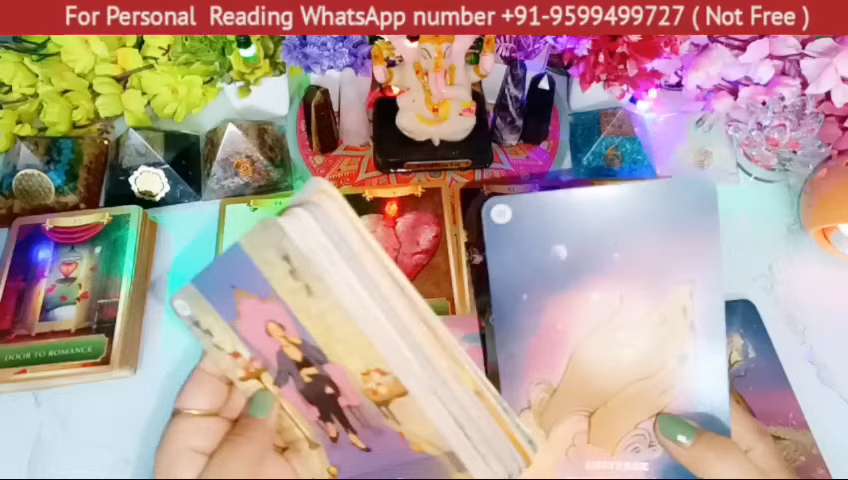 For Personal  Reading WhatsApp number +91-9599499727 ( Not Free )
DOOR TO ROMANCE